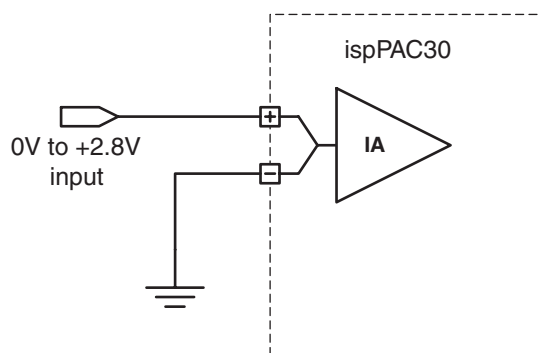 ispPAC30
+
0V to +2.8V
input
IA
−